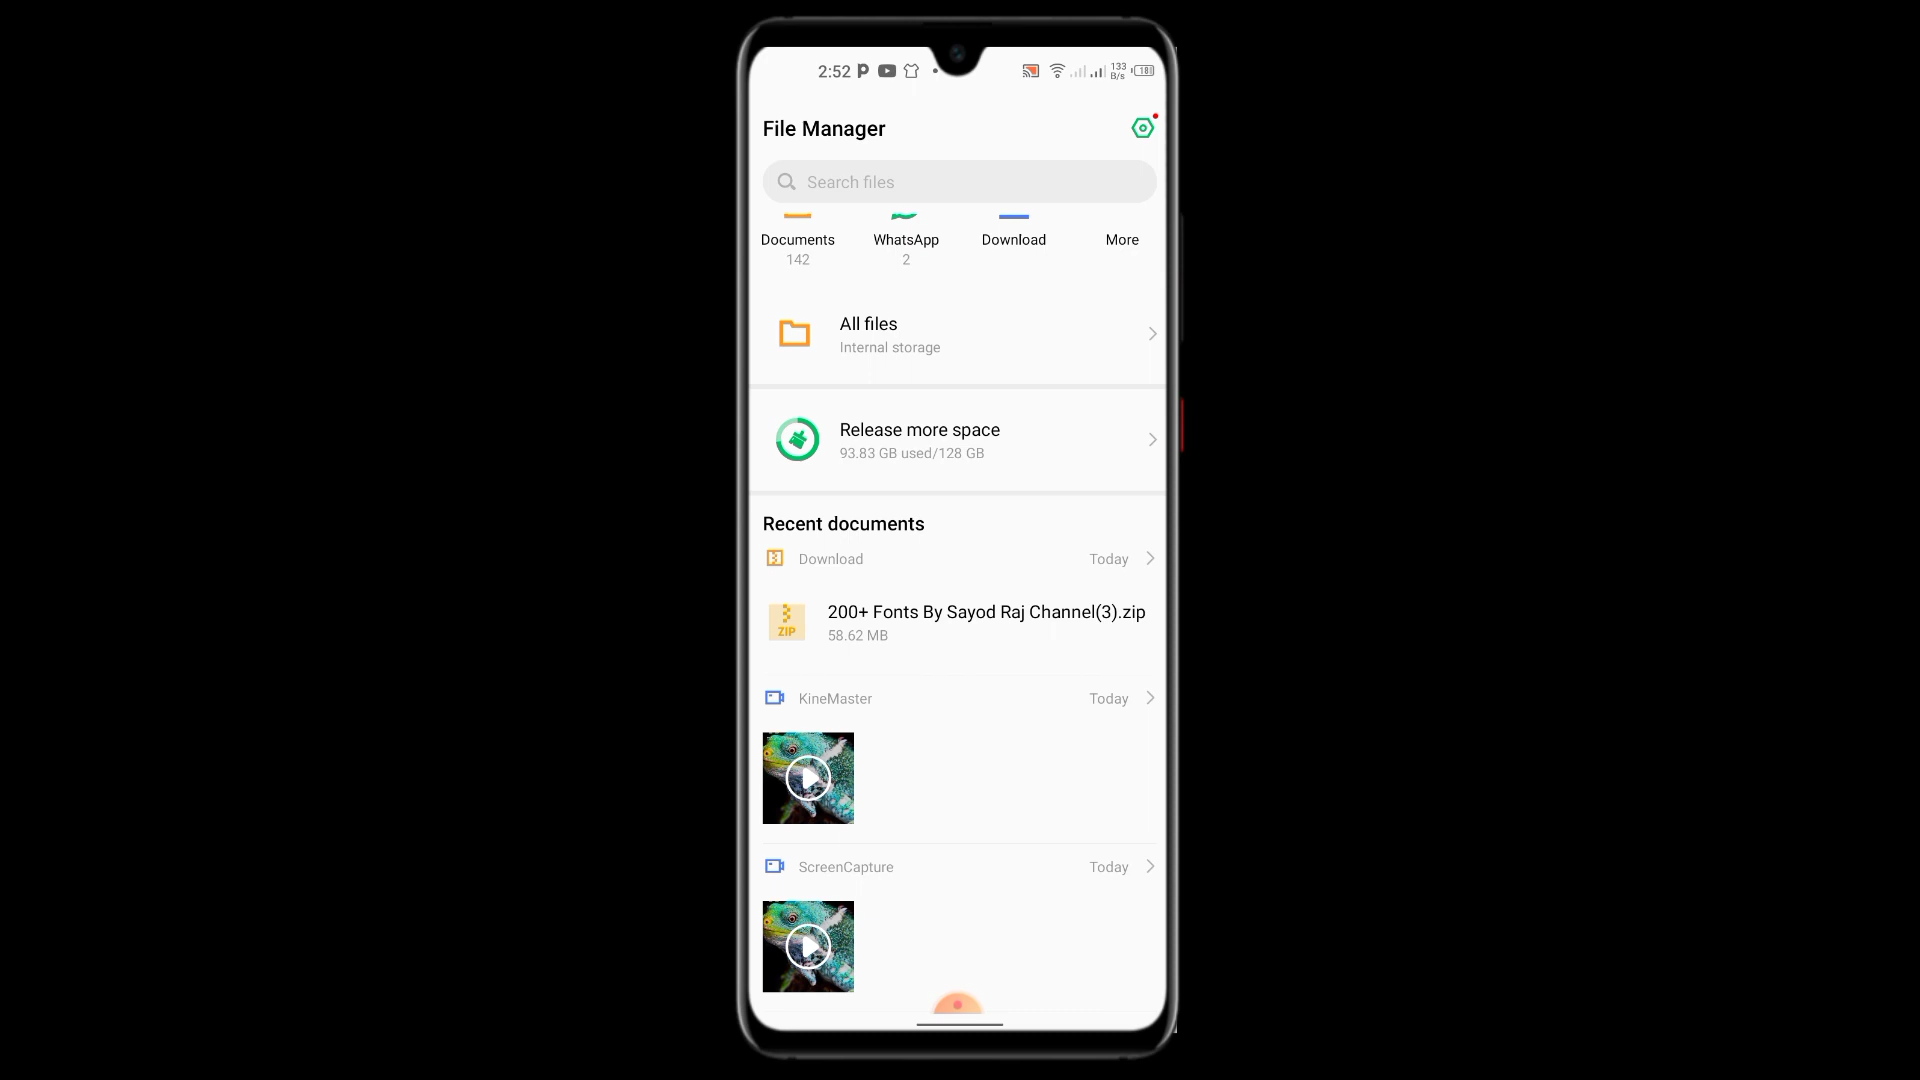 2:52
133
B/s
18
File Manager
Search files
Documents
WhatsApp
Download
More
142
2
All files
Internal storage
Release more space
93.83 GB used/128 GB
Recent documents
Download
Today
200+ Fonts By Sayod Raj Channel(3).zip
ZIP
58.62 MB
KineMaster
Today
ScreenCapture
Today